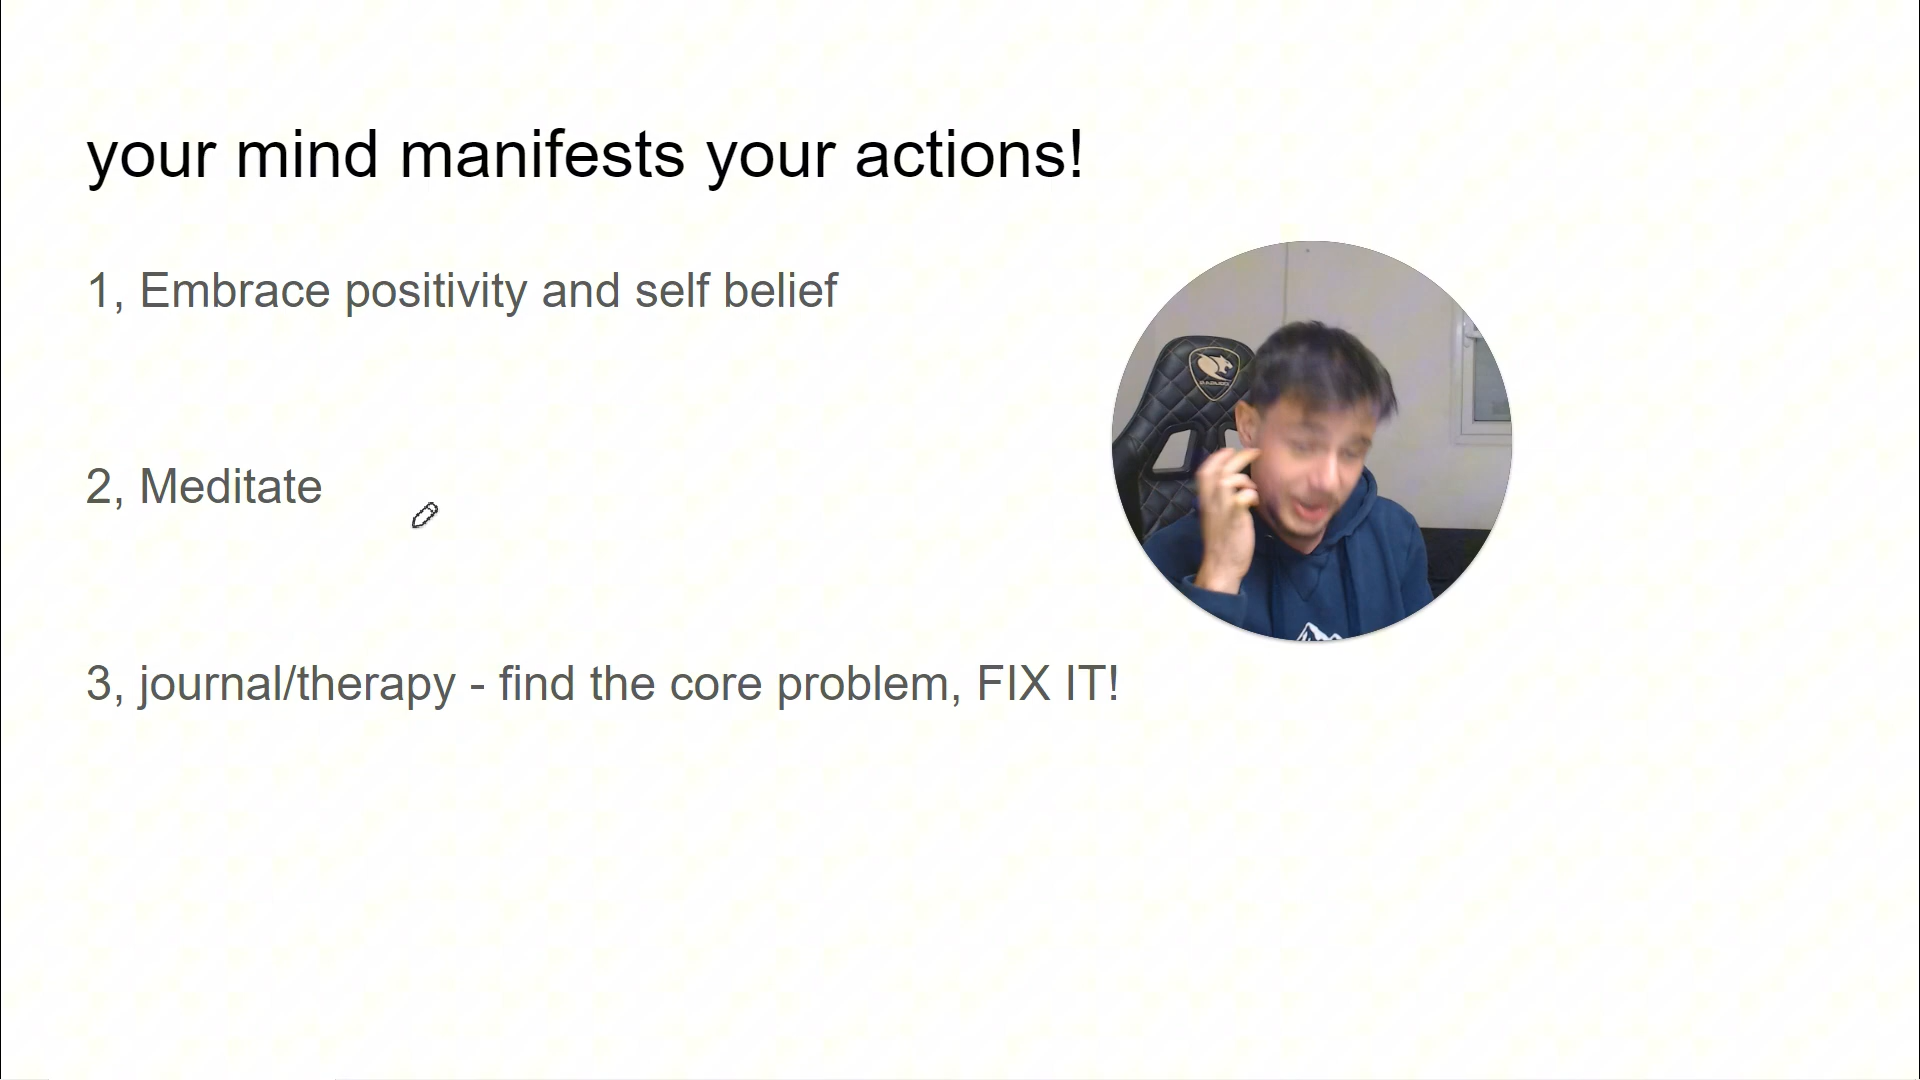 your mind manifests your actions!
1, Embrace positivity and self belief
2, Meditate
3, journal/therapy - find the core problem, FIX IT!